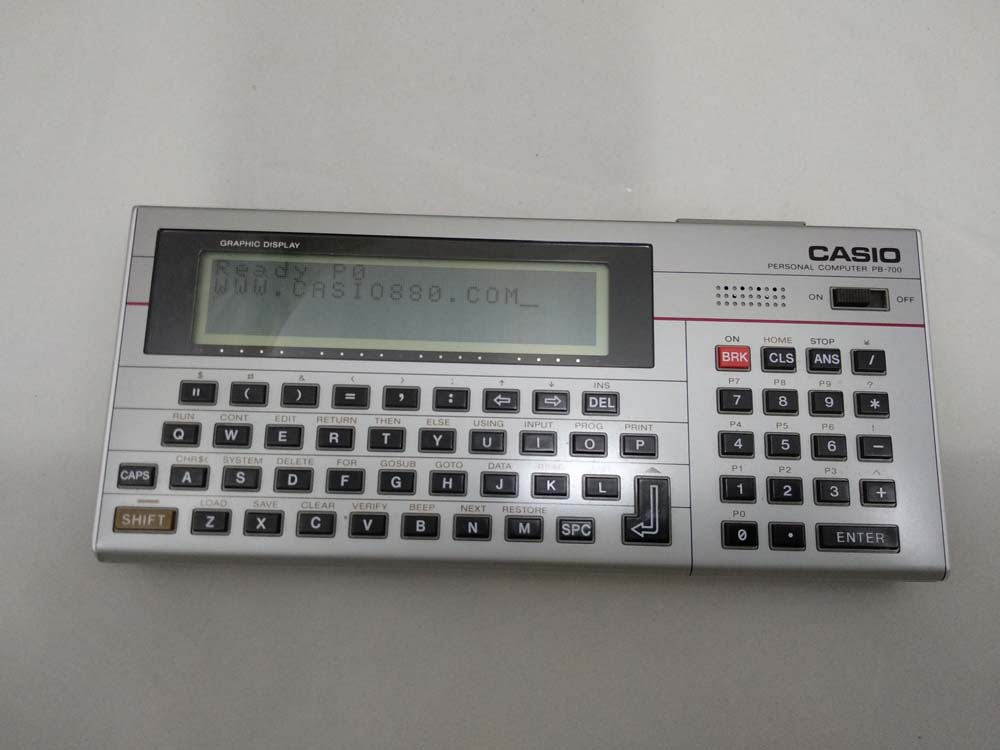 GRAPHIC DISPLAY
CASIO
PERSONAL COMPUTER PB-700
Ready P0
WWW.CASIO880.COM_
ON OFF
ON HOME STOP ¥
BRK CLS ANS /
$ # & < > ; ↑ ↓ INS
" ( ) = , : ⇦ ⇨ DEL
P7 P8 P9 ?
7 8 9 *
RUN CONT EDIT RETURN THEN ELSE USING INPUT PROG PRINT
Q W E R T Y U I O P
P4 P5 P6 !
4 5 6 −
CHR$( SYSTEM DELETE FOR GOSUB GOTO DATA
CAPS A S D F G H J K L
P1 P2 P3 ^
1 2 3 +
LOAD SAVE CLEAR VERIFY BEEP NEXT RESTORE
SHIFT Z X C V B N M SPC
P0
0 . ENTER